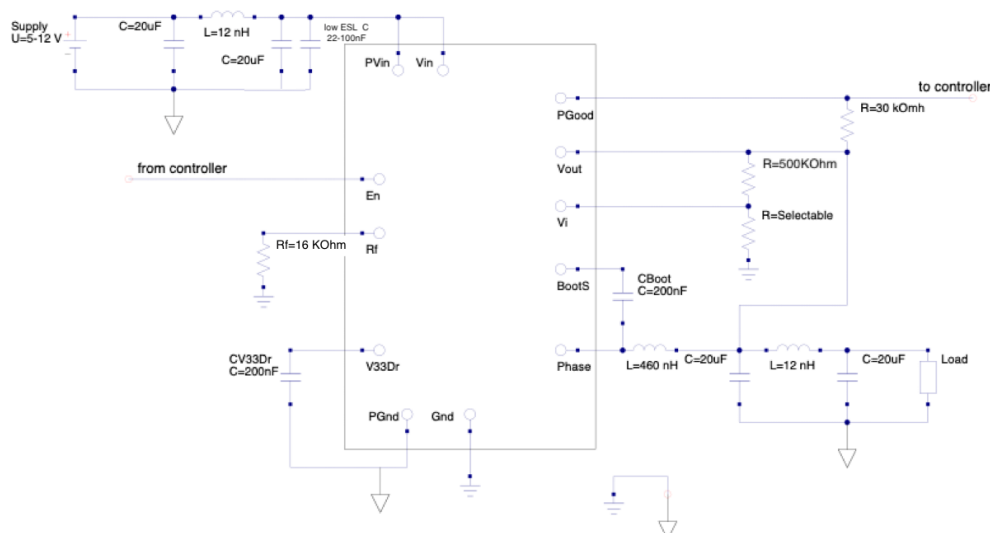 Supply
U=5-12 V
C=20uF
L=12 nH
C=20uF
low ESL C
22-100nF
PVin
Vin
to controller
PGood
R=30 kOmh
from controller
Vout
R=500KOhm
En
Vi
R=Selectable
Rf=16 KOhm
Rf
BootS
CBoot
C=200nF
CV33Dr
C=200nF
V33Dr
Phase
L=460 nH
C=20uF
L=12 nH
C=20uF
Load
PGnd
Gnd